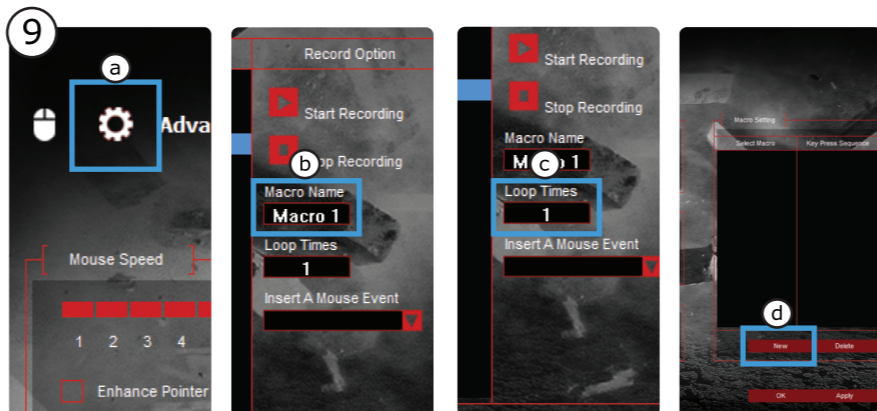 9
a
Adva
Mouse Speed
1 2 3 4
Enhance Pointer
Record Option
Start Recording
b
op Recording
Macro Name
Macro 1
Loop Times
1
Insert A Mouse Event
Start Recording
Stop Recording
Macro Name
M 1
c
Loop Times
1
Insert A Mouse Event
Macro Setting
Select Macro Key Press Sequence
d
New Delete
OK Apply